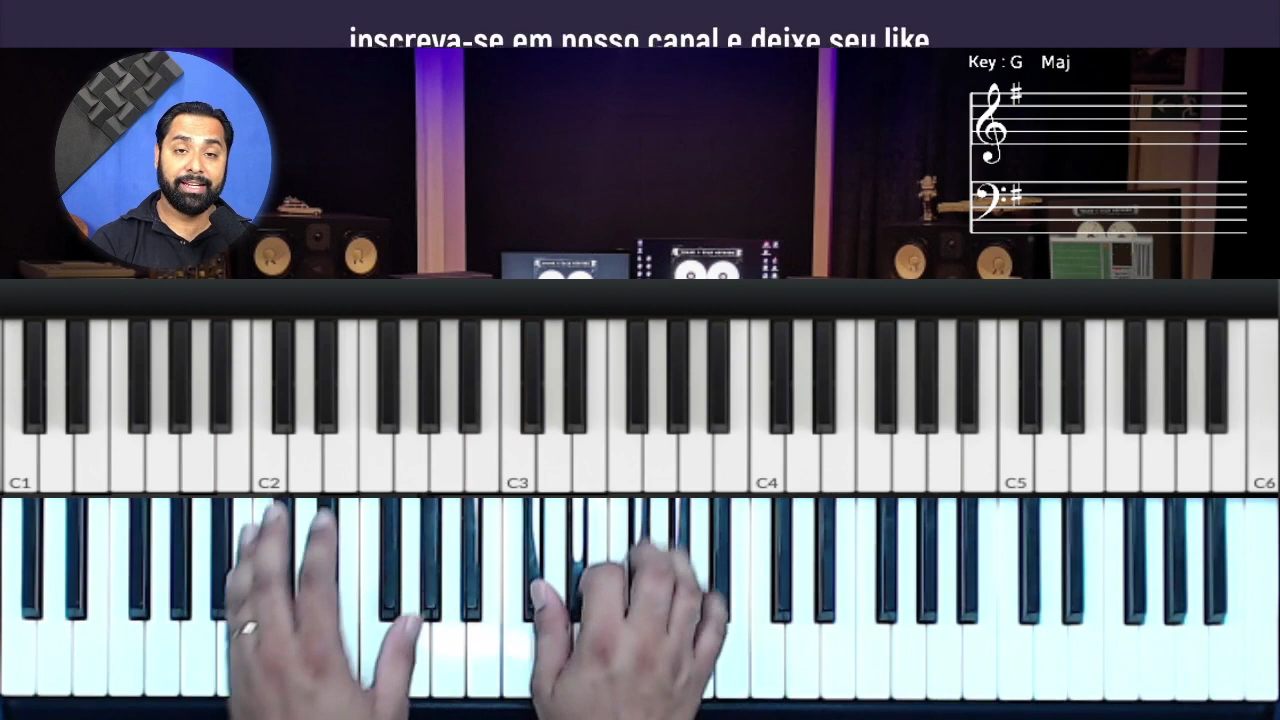 inscreva-se em nosso canal e deixe seu like
Key : G Maj
C1
C2
C3
C4
C5
C6